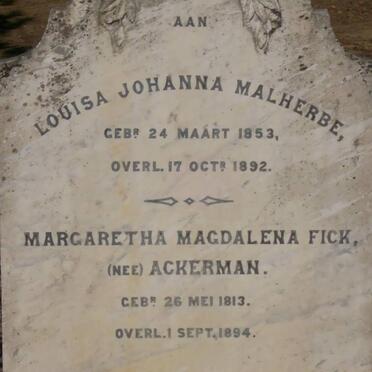 AAN
LOUISA JOHANNA MALHERBE,
GEBR 24 MAART 1853,
OVERL. 17 OCTR 1892.
MARGARETHA MAGDALENA FICK,
(NEE) ACKERMAN.
GEBR 26 MEI 1813.
OVERL. 1 SEPT. 1894.